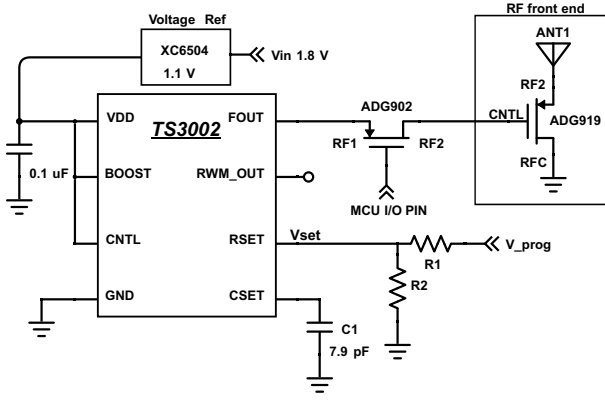 RF front end
Voltage Ref
ANT1
XC6504
1.1 V
Vin 1.8 V
RF2
ADG902
CNTL
ADG919
VDD
TS3002
FOUT
RF1
RF2
RFC
0.1 uF
BOOST
RWM_OUT
MCU I/O PIN
CNTL
RSET
Vset
V_prog
R1
R2
GND
CSET
C1
7.9 pF